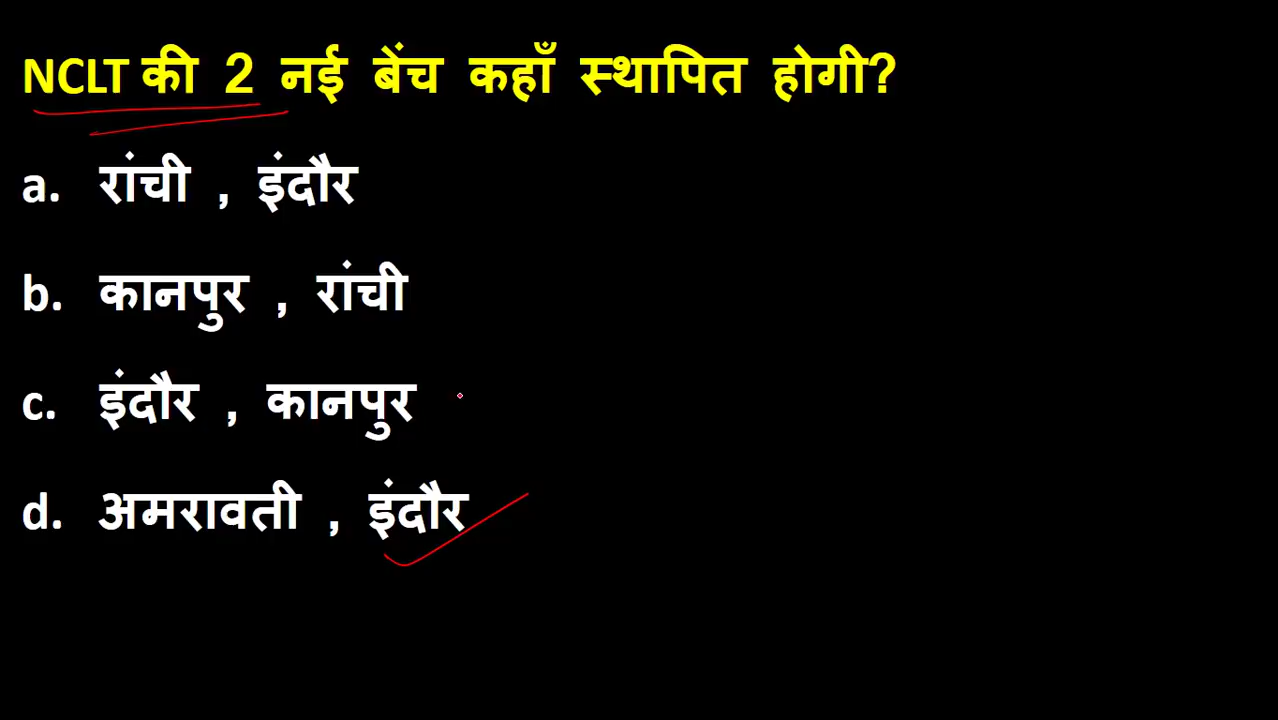 NCLT की 2 नई बेंच कहाँ स्थापित होगी?
a. रांची , इंदौर
b. कानपुर , रांची
c. इंदौर , कानपुर
d. अमरावती , इंदौर